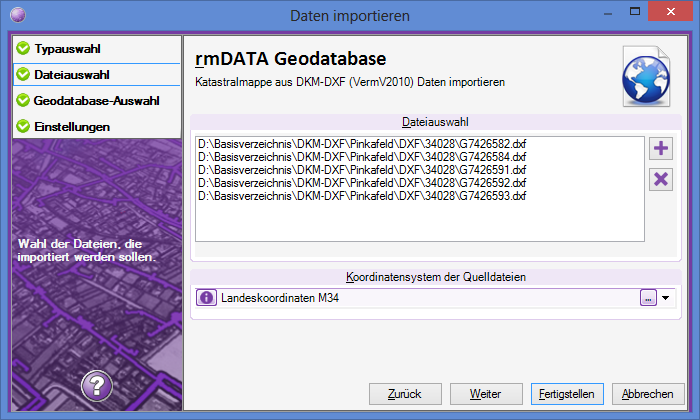 Daten importieren
Typauswahl
Dateiauswahl
Geodatabase-Auswahl
Einstellungen
Wahl der Dateien, die
importiert werden sollen.
?
rmDATA Geodatabase
Katastralmappe aus DKM-DXF (VermV2010) Daten importieren
Dateiauswahl
D:\Basisverzeichnis\DKM-DXF\Pinkafeld\DXF\34028\G7426582.dxf
D:\Basisverzeichnis\DKM-DXF\Pinkafeld\DXF\34028\G7426584.dxf
D:\Basisverzeichnis\DKM-DXF\Pinkafeld\DXF\34028\G7426591.dxf
D:\Basisverzeichnis\DKM-DXF\Pinkafeld\DXF\34028\G7426592.dxf
D:\Basisverzeichnis\DKM-DXF\Pinkafeld\DXF\34028\G7426593.dxf
Koordinatensystem der Quelldateien
Landeskoordinaten M34
...
Zurück
Weiter
Fertigstellen
Abbrechen